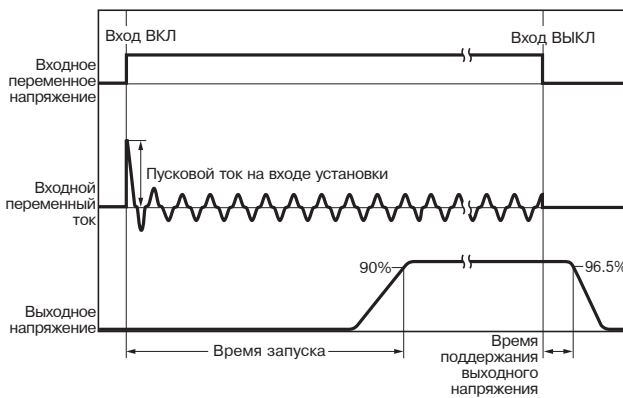 Вход ВКЛ
Вход ВЫКЛ
Входное
переменное
напряжение
Пусковой ток на входе установки
Входной
переменный
ток
90%
96.5%
Выходное
напряжение
Время запуска
Время
поддержания
выходного
напряжения